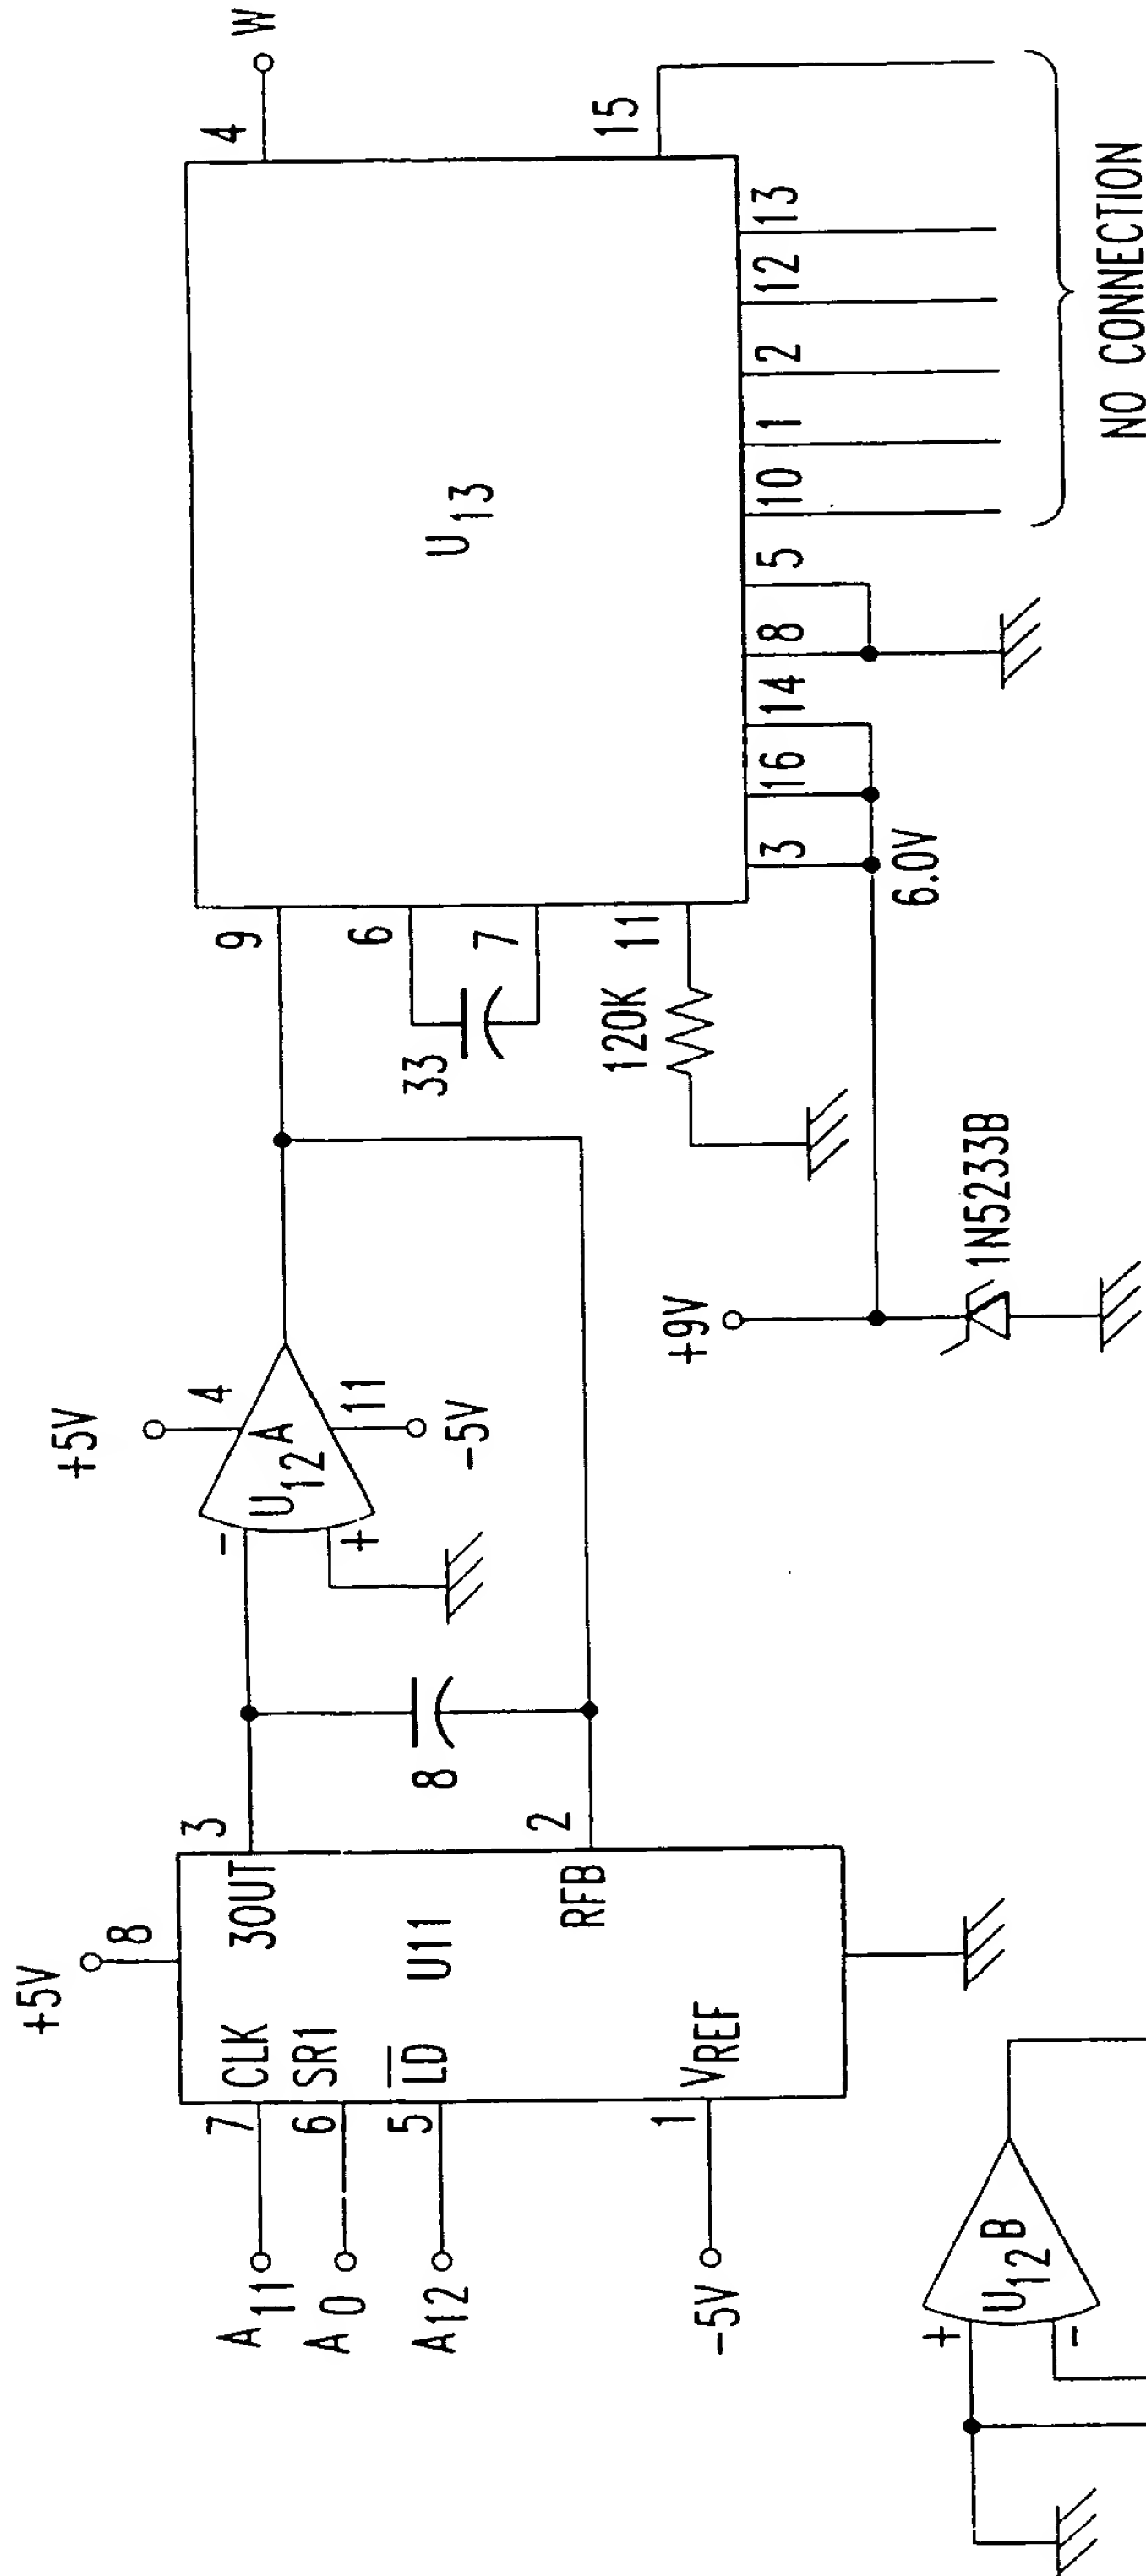 +5V
8
A11
7
CLK
3OUT
3
A0
6
SR1
A12
5
LD
U11
RFB
2
-5V
1
VREF
8
+5V
4
-
U12A
+
11
-5V
9
6
33
7
120K
11
U13
4
W
15
3
16
14
8
5
10
1
2
12
13
6.0V
+9V
1N5233B
NO CONNECTION
+
U12B
-